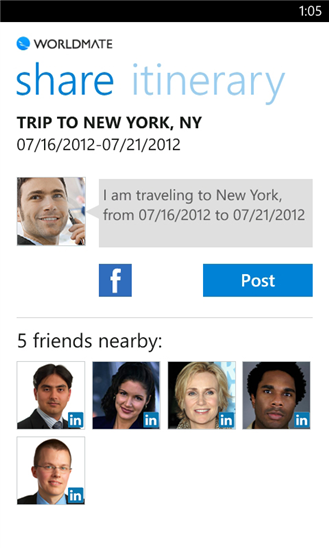 1:05
WORLDMATE
share itinerary
TRIP TO NEW YORK, NY
07/16/2012-07/21/2012
I am traveling to New York,
from 07/16/2012 to 07/21/2012
f
Post
5 friends nearby:
in in in in
in